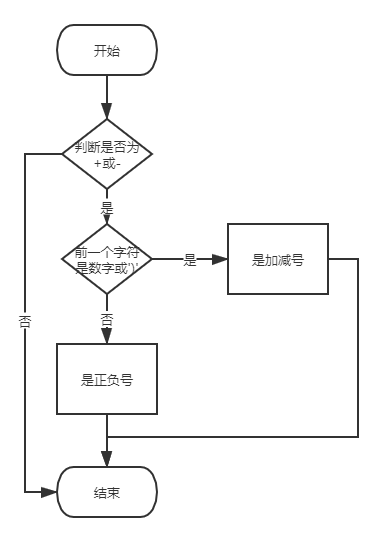 开始
判断是否为
+或-
是
前一个字符
是数字或')'
是
是加减号
否
否
是正负号
结束